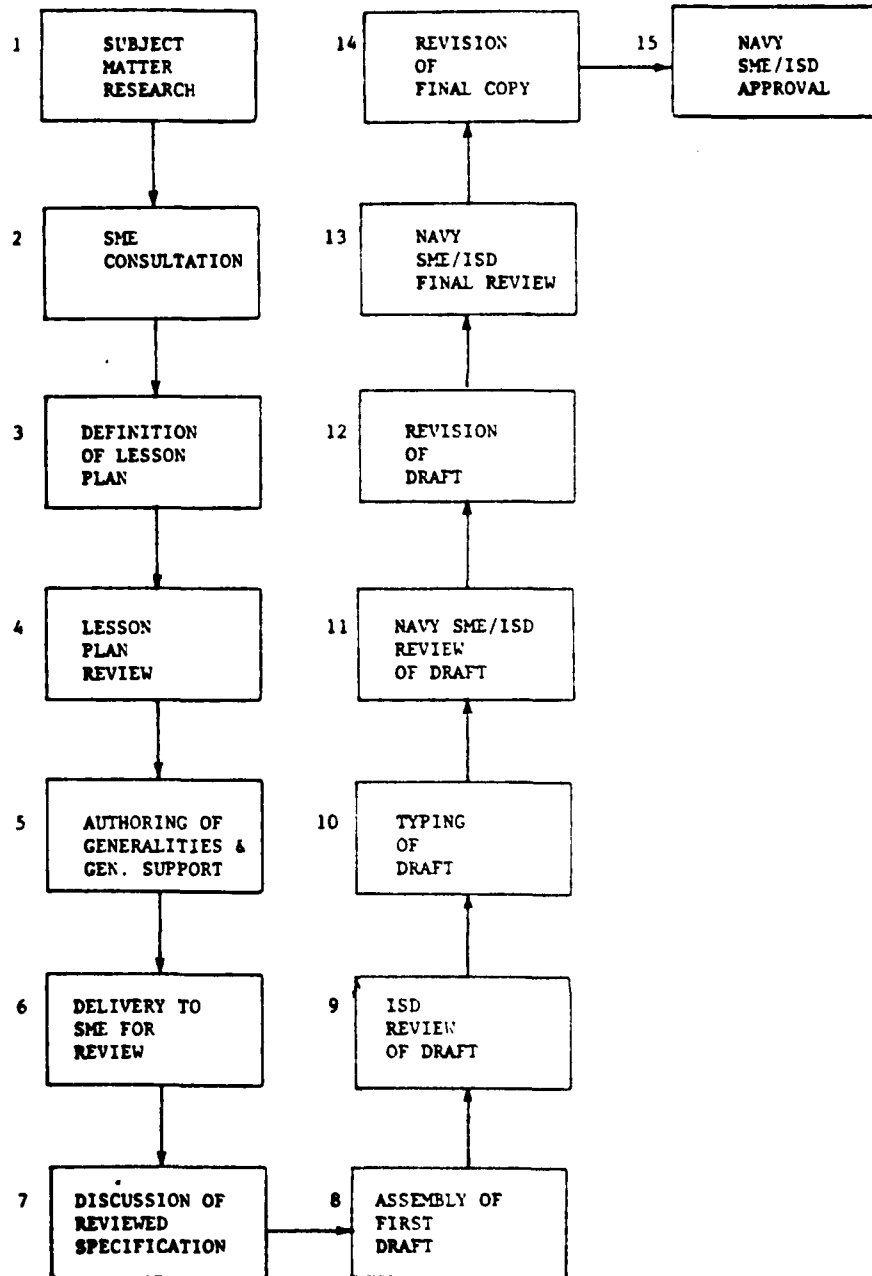 1
SUBJECT
MATTER
RESEARCH
2
SME
CONSULTATION
3
DEFINITION
OF LESSON
PLAN
4
LESSON
PLAN
REVIEW
5
AUTHORING OF
GENERALITIES &
GEN. SUPPORT
6
DELIVERY TO
SME FOR
REVIEW
7
DISCUSSION OF
REVIEWED
SPECIFICATION
8
ASSEMBLY OF
FIRST
DRAFT
9
ISD
REVIEW
OF DRAFT
10
TYPING
OF
DRAFT
11
NAVY SME/ISD
REVIEW
OF DRAFT
12
REVISION
OF
DRAFT
13
NAVY
SME/ISD
FINAL REVIEW
14
REVISION
OF
FINAL COPY
15
NAVY
SME/ISD
APPROVAL